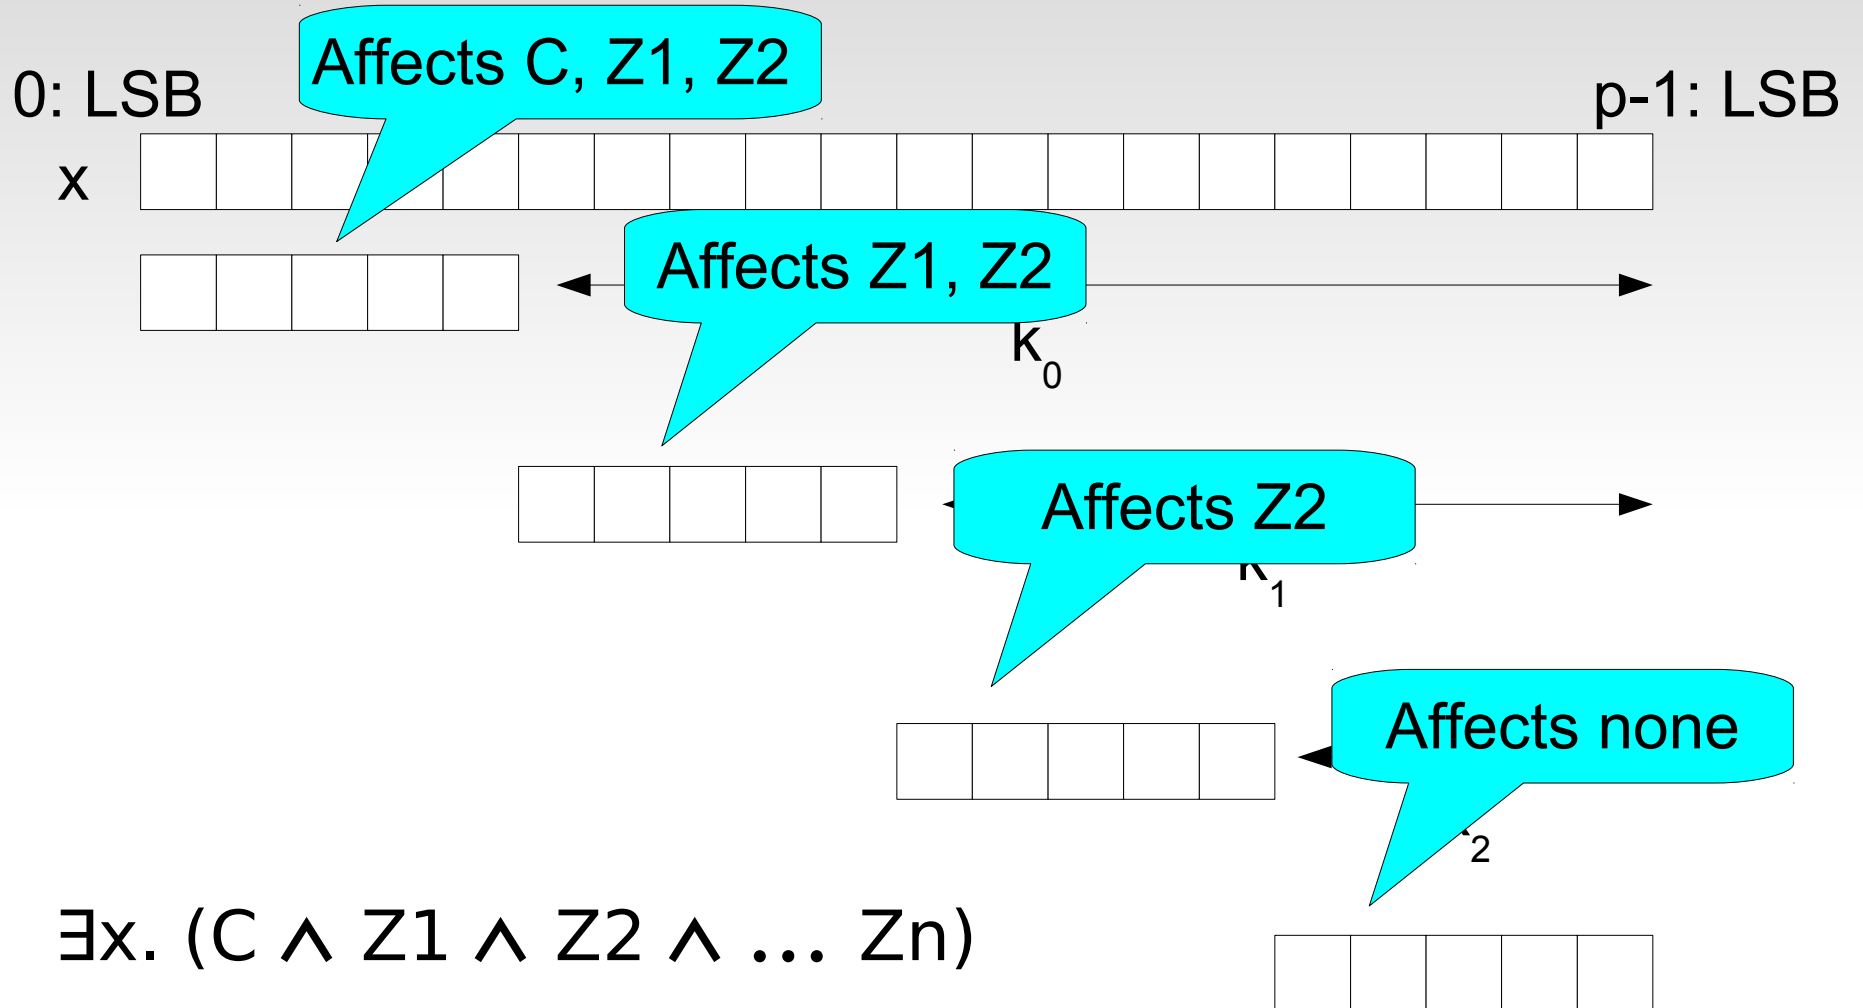 Affects C, Z1, Z2
0: LSB
p-1: LSB
x
Affects Z1, Z2
k0
Affects Z2
k1
Affects none
2
∃x. (C ∧ Z1 ∧ Z2 ∧ ... Zn)